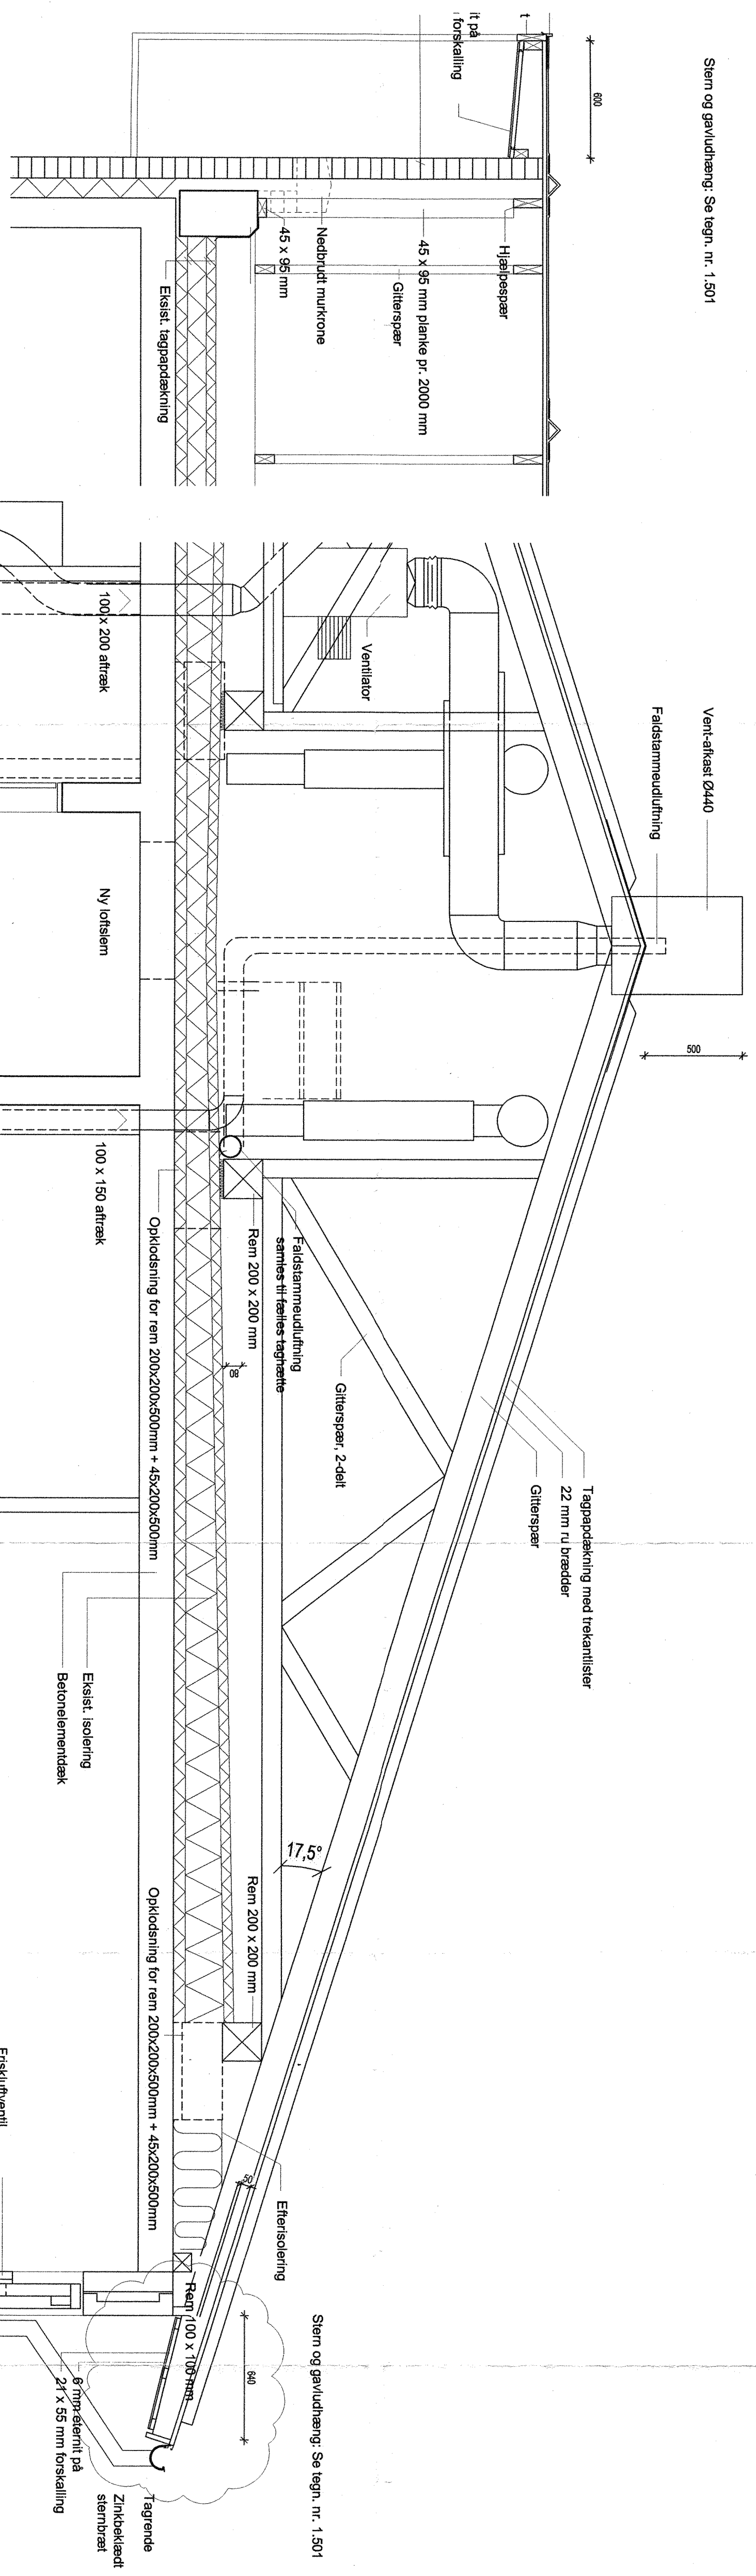 Stern og gavludhæng: Se tegn. nr. 1.501
600
t
it på
forskalling
Hjælpespær
45 x 95 mm planke pr. 2000 mm
Gitterspær
Nedbrudt murkrone
45 x 95 mm
Eksist. tagpapdækning
Vent-afkast Ø440
Faldstammeudluftning
500
Ventilator
100 x 200 aftræk
Ny loftslem
100 x 150 aftræk
Tagpapdækning med trekantlister
22 mm ru brædder
Gitterspær
Gitterspær, 2-delt
Faldstammeudluftning
samles til fælles taghætte
Rem 200 x 200 mm
80
Opklodsning for rem 200x200x500mm + 45x200x500mm
Eksist. isolering
Betonelementdæk
17,5°
Rem 200 x 200 mm
Opklodsning for rem 200x200x500mm + 45x200x500mm
Efterisolering
50
Stern og gavludhæng: Se tegn. nr. 1.501
640
Rem 100 x 100 mm
6 mm eternit på
21 x 55 mm forskalling
Tagrende
Zinkbeklædt
sternbræt
Friskluftventil